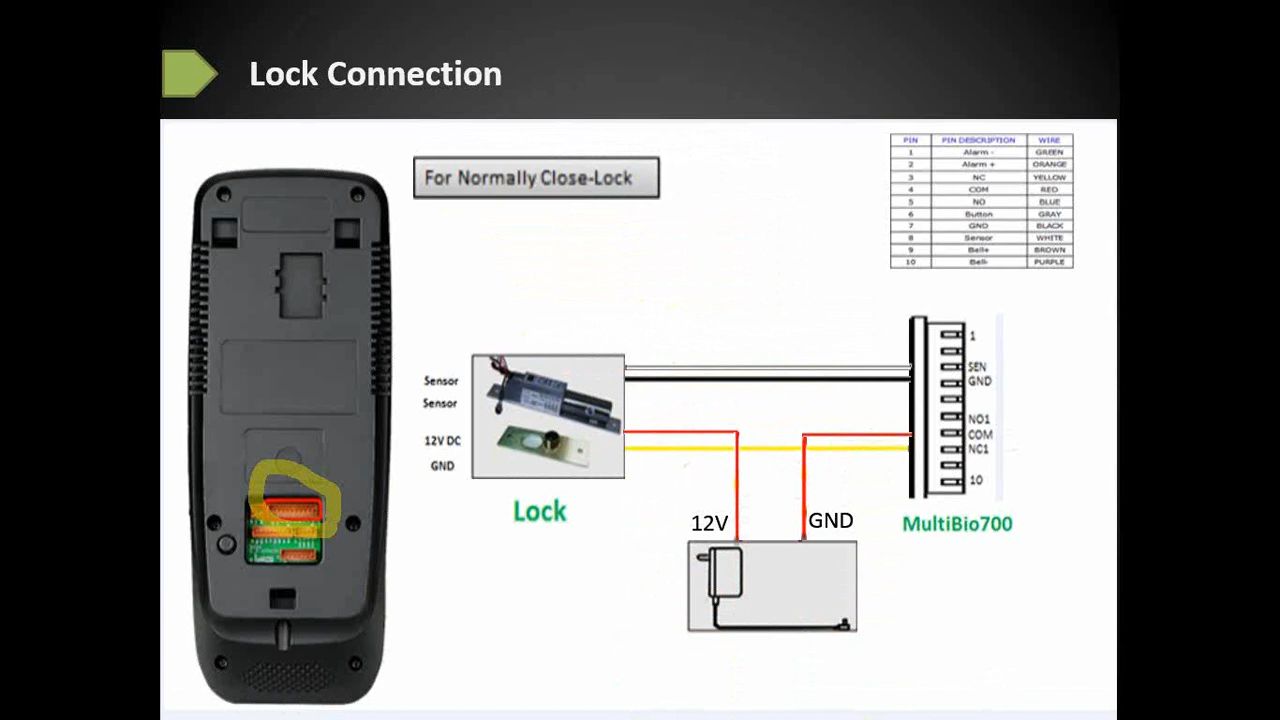 Lock Connection
For Normally Close-Lock
PIN PIN DESCRIPTION WIRE
1 Alarm - GREEN
2 Alarm + ORANGE
3 NC YELLOW
4 COM RED
5 NO BLUE
6 Button GRAY
7 GND BLACK
8 Sensor WHITE
9 Bell+ BROWN
10 Bell- PURPLE
Sensor
Sensor
12V DC
GND
Lock
12V
GND
1
SEN
GND
NO1
COM
NC1
10
MultiBio700